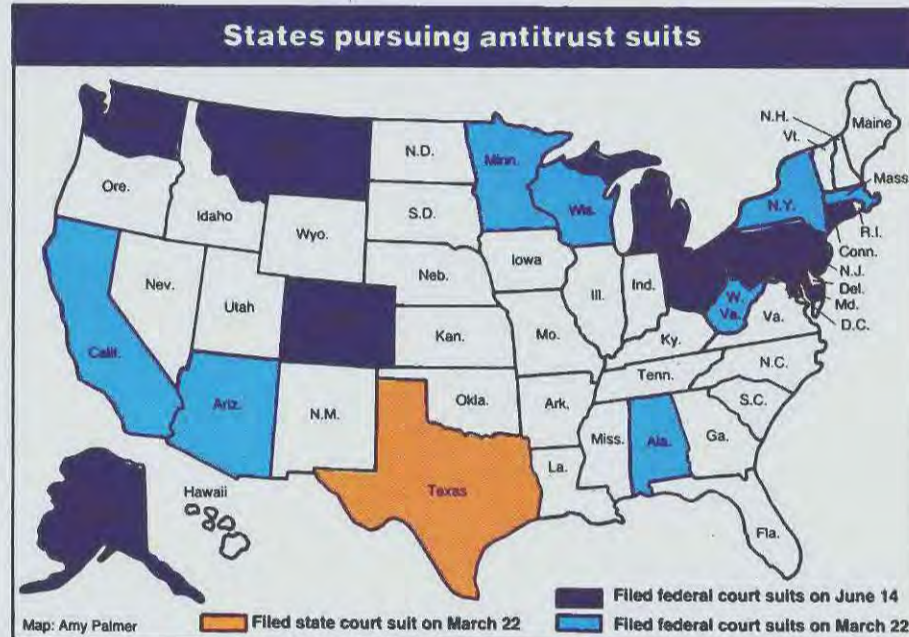 States pursuing antitrust suits
N.H.
Maine
Vt.
N.D.
Minn.
Mass
Ore.
Idaho
S.D.
Wis.
N.Y.
R.I.
Wyo.
Conn.
Iowa
N.J.
Nev.
Neb.
Ill.
Ind.
Del.
Utah
W. Va.
Md.
Va.
D.C.
Calif.
Kan.
Mo.
Ky.
N.C.
Tenn.
Ariz.
N.M.
Okla.
Ark.
S.C.
Miss.
Ala.
Ga.
Hawaii
Texas
La.
Fla.
Filed federal court suits on June 14
Map: Amy Palmer
Filed state court suit on March 22
Filed federal court suits on March 22